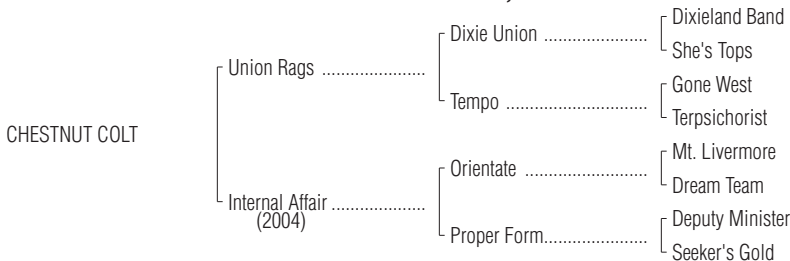 Dixieland Band
Dixie Union ......................
She's Tops
Union Rags ......................
Gone West
Tempo ..............................
Terpsichorist
CHESTNUT COLT
Mt. Livermore
Orientate ..........................
Dream Team
Internal Affair ....................
(2004)
Deputy Minister
Proper Form......................
Seeker's Gold